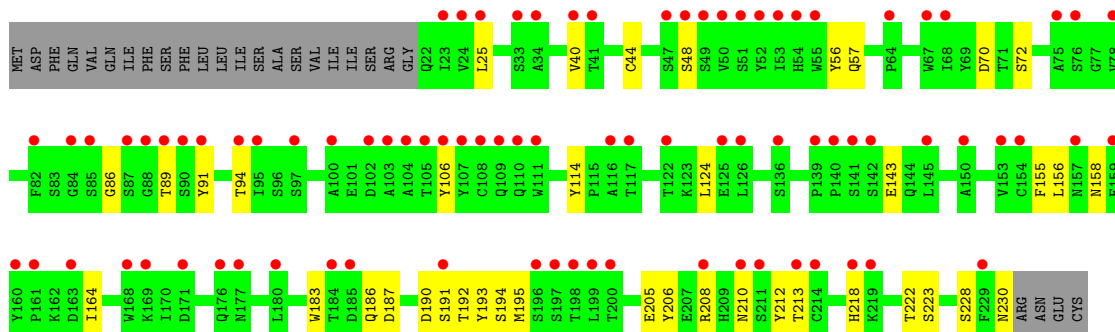 MET ASP PHE GLN VAL GLN ILE PHE SER PHE LEU LEU ILE SER ALA SER VAL ILE ILE SER ARG GLY Q22 I23 V24 L25 S33 A34 V40 T41 C44 S47 S48 S49 V50 S51 Y52 I53 H54 W55 Y56 Q57 P64 W67 I68 Y69 D70 T71 S72 A75 S76 G77 V78
F82 S83 G84 S85 G86 S87 G88 T89 S90 Y91 T94 I95 S96 S97 A100 E101 D102 A103 A104 T105 Y106 Y107 C108 Q109 Q110 W111 Y114 P115 A116 T117 T122 K123 L124 E125 L126 S136 P139 P140 S141 S142 E143 Q144 L145 A150 V153 C154 F155 L156 N157 N158 F159
Y160 P161 K162 D163 I164 W168 K169 I170 D171 Q176 N177 L180 W183 T184 D185 Q186 D187 D190 S191 T192 Y193 S194 M195 S196 S197 T198 L199 T200 E205 Y206 E207 R208 H209 N210 S211 Y212 T213 C214 H218 K219 T222 S223 S228 F229 N230 ARG ASN GLU CYS